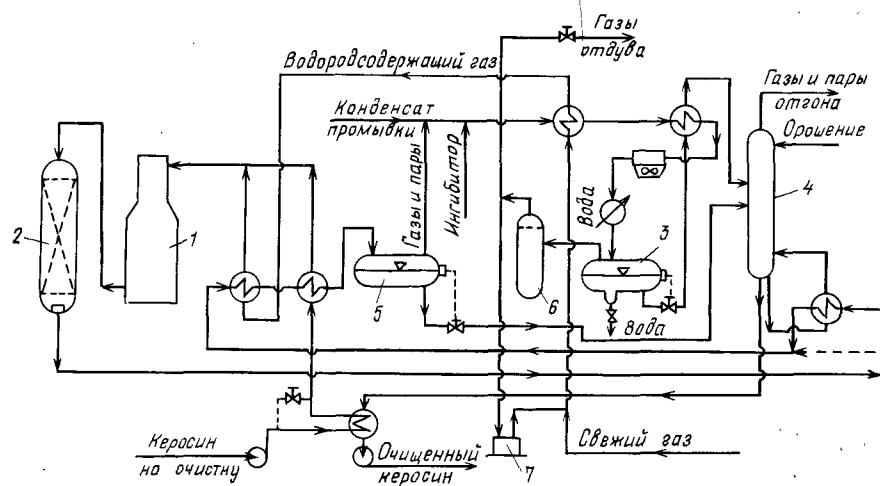 Газы
отдува
Водородсодержащий газ
Газы и пары
отгона
Конденсат
промывки
Орошение
Газы и пары
Ингибитор
Вода
1
2
3
4
5
6
Вода
Керосин
на очистку
Очищенный
керосин
7
Свежий газ